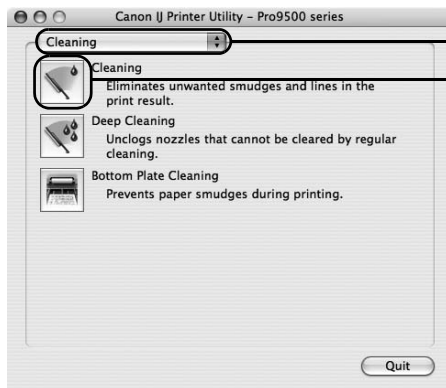 Canon IJ Printer Utility – Pro9500 series
Cleaning
Cleaning
Eliminates unwanted smudges and lines in the
print result.
Deep Cleaning
Unclogs nozzles that cannot be cleared by regular
cleaning.
Bottom Plate Cleaning
Prevents paper smudges during printing.
Quit